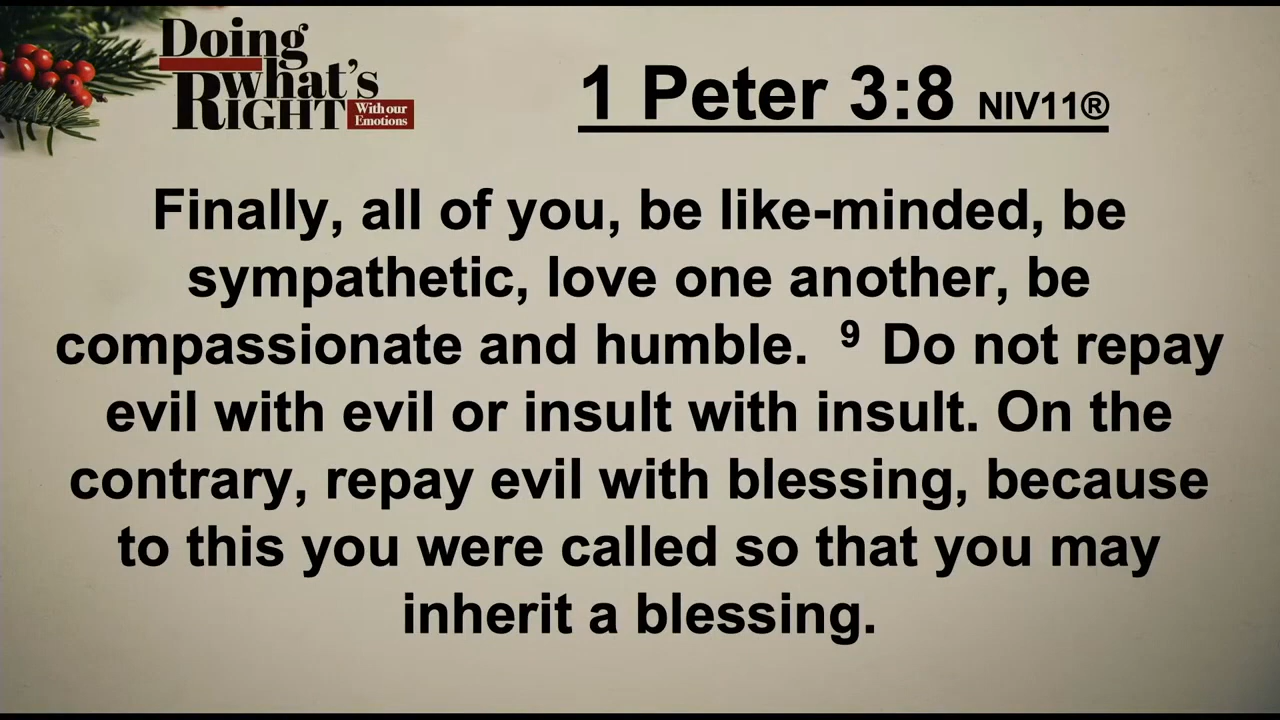 Doing
what's
RIGHT
With our
Emotions
1 Peter 3:8 NIV11®
Finally, all of you, be like-minded, be
sympathetic, love one another, be
compassionate and humble. 9 Do not repay
evil with evil or insult with insult. On the
contrary, repay evil with blessing, because
to this you were called so that you may
inherit a blessing.